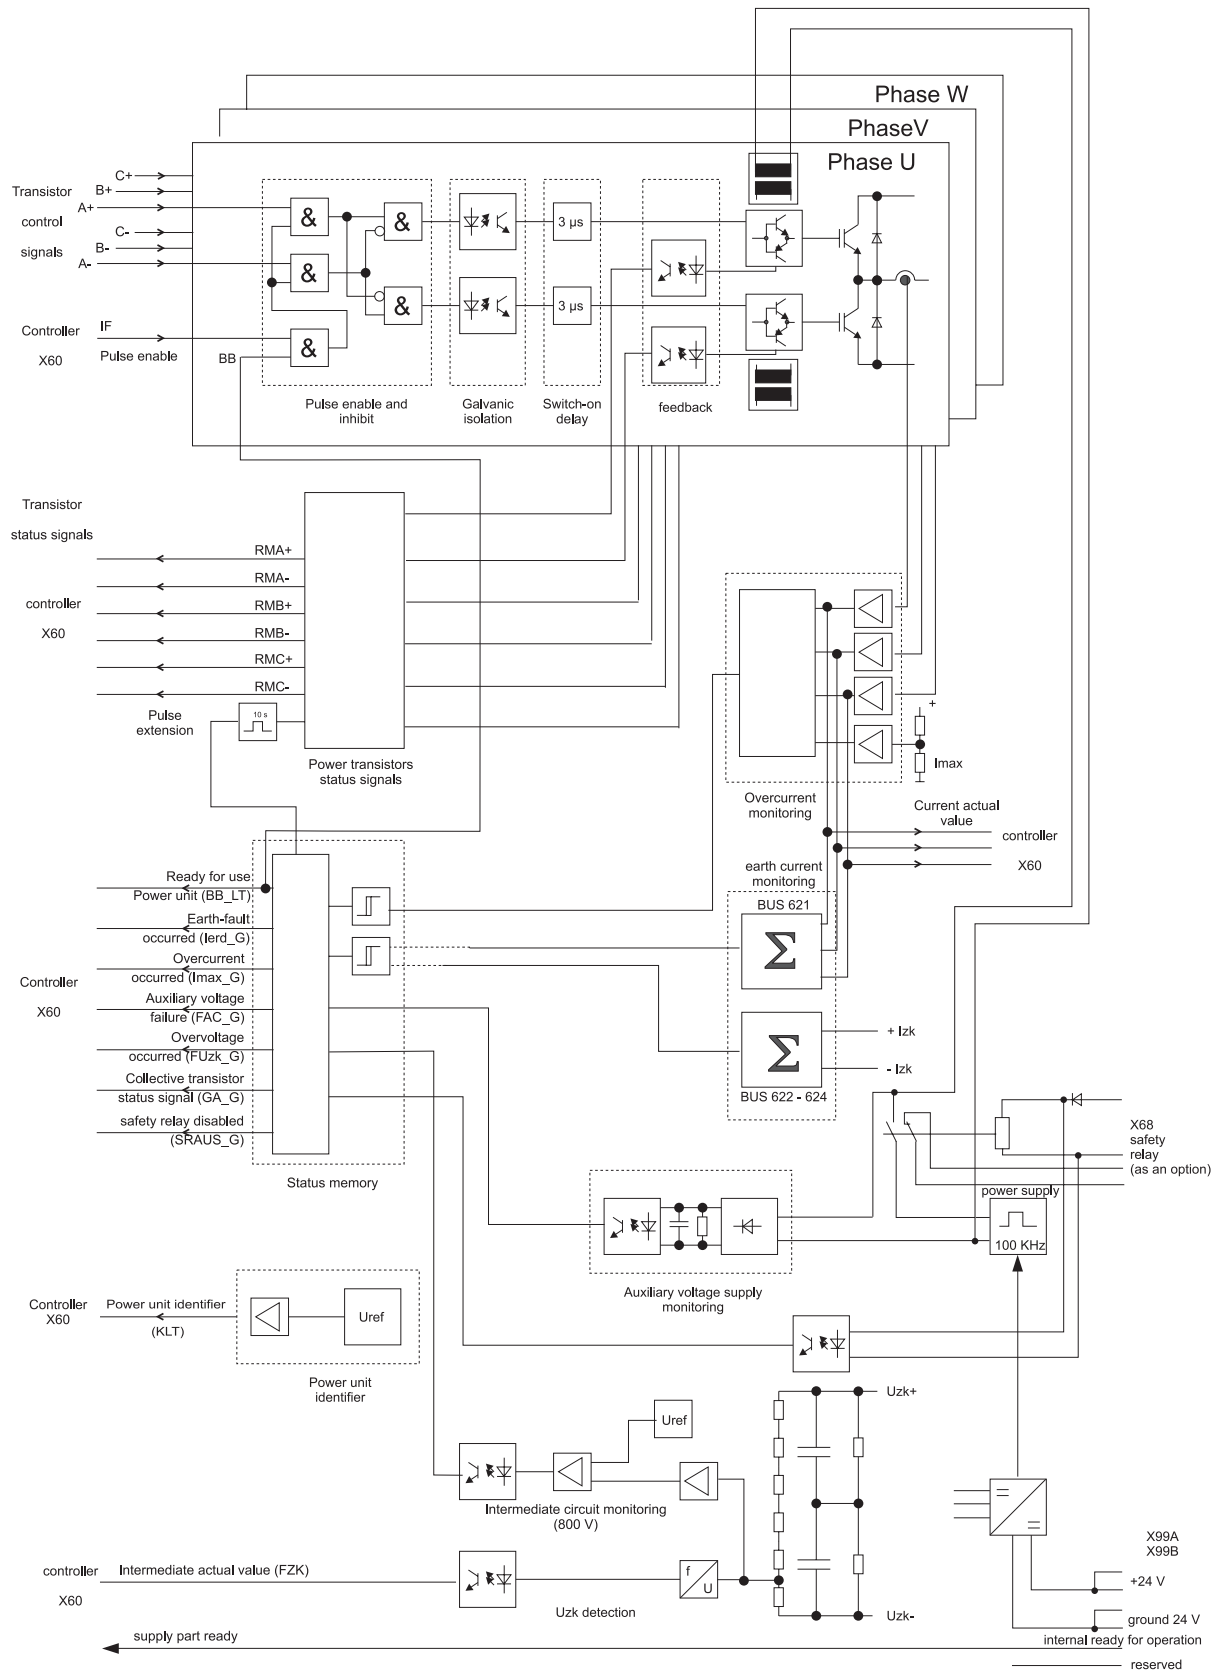 Phase W
PhaseV
Phase U
C+
Transistor
B+
A+
control
C-
signals
B-
A-
&
&
&
&
&
3 µs
3 µs
Controller
X60
IF
Pulse enable
BB
Pulse enable and
inhibit
Galvanic
isolation
Switch-on
delay
feedback
Transistor
status signals
controller
X60
RMA+
RMA-
RMB+
RMB-
RMC+
RMC-
Pulse
extension
10 s
Power transistors
status signals
+
Imax
Overcurrent
monitoring
Current actual
value
controller
X60
earth current
monitoring
BUS 621
Σ
Σ
BUS 622 - 624
+ Izk
- Izk
Ready for use
Power unit (BB_LT)
Earth-fault
occurred (Ierd_G)
Overcurrent
occurred (Imax_G)
Controller
X60
Auxiliary voltage
failure (FAC_G)
Overvoltage
occurred (FUzk_G)
Collective transistor
status signal (GA_G)
safety relay disabled
(SRAUS_G)
Status memory
X68
safety
relay
(as an option)
power supply
100 KHz
Auxiliary voltage supply
monitoring
Controller
X60
Power unit identifier
(KLT)
Uref
Power unit
identifier
Uzk+
Uref
Intermediate circuit monitoring
(800 V)
=
=
X99A
X99B
+24 V
ground 24 V
controller
X60
Intermediate actual value (FZK)
f
U
Uzk detection
Uzk-
supply part ready
internal ready for operation
reserved